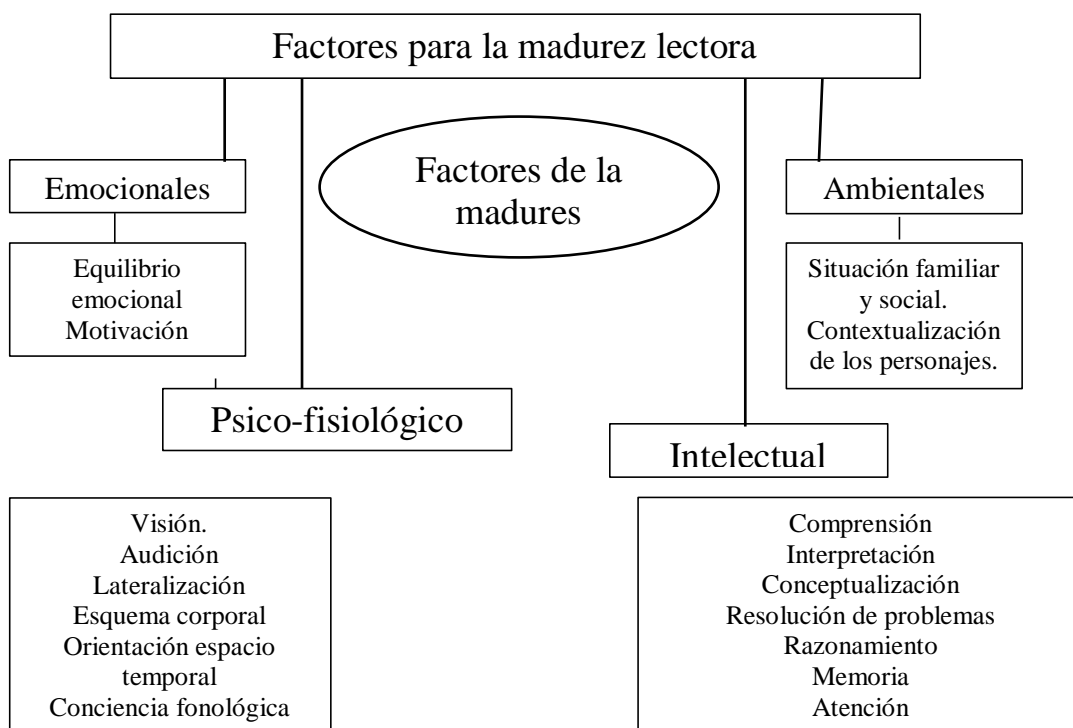 Factores para la madurez lectora
Factores de la
madures
Emocionales
Ambientales
Equilibrio
emocional
Motivación
Situación familiar
y social.
Contextualización
de los personajes.
Psico-fisiológico
Intelectual
Visión.
Audición
Lateralización
Esquema corporal
Orientación espacio
temporal
Conciencia fonológica
Comprensión
Interpretación
Conceptualización
Resolución de problemas
Razonamiento
Memoria
Atención